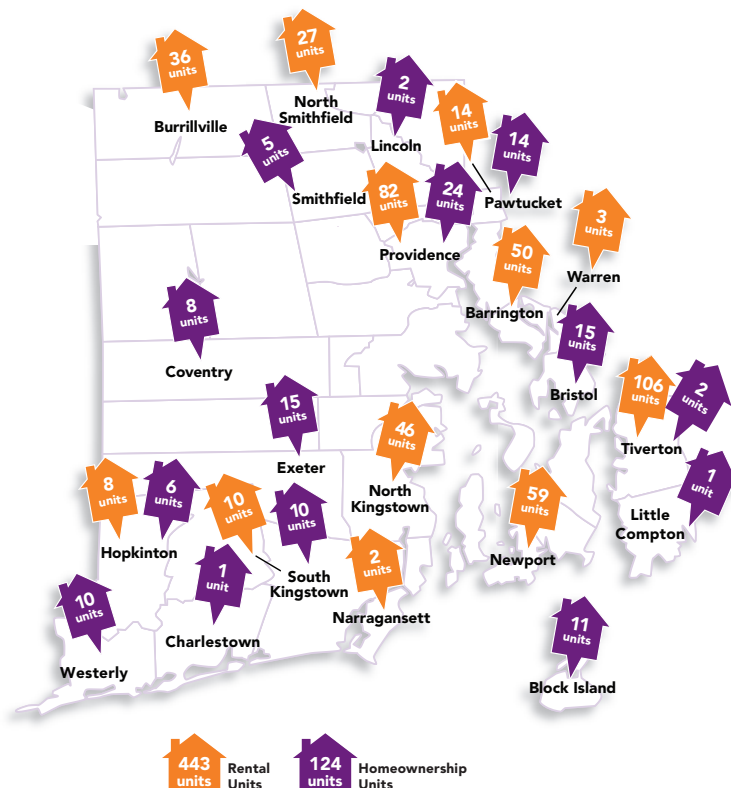 36
units
Burrillville
27
units
North
Smithfield
2
units
Lincoln
14
units
14
units
Pawtucket
5
units
Smithfield
82
units
24
units
Providence
50
units
Barrington
3
units
Warren
15
units
Bristol
8
units
Coventry
15
units
Exeter
46
units
North
Kingstown
106
units
2
units
Tiverton
1
unit
Little
Compton
59
units
Newport
8
units
6
units
Hopkinton
10
units
10
units
South
Kingstown
2
units
Narragansett
1
unit
Charlestown
10
units
Westerly
11
units
Block Island
443
units
Rental
Units
124
units
Homeownership
Units